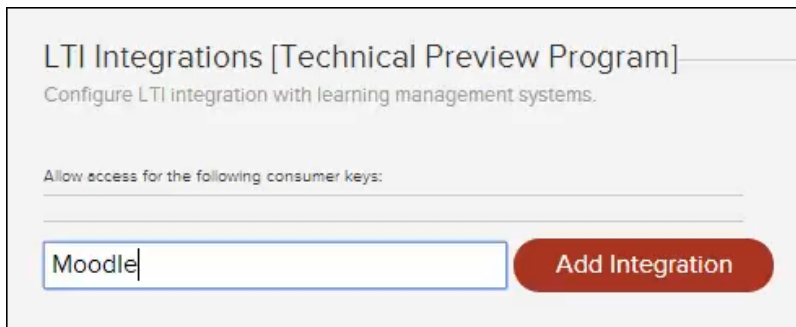 LTI Integrations [Technical Preview Program]
Configure LTI integration with learning management systems.
Allow access for the following consumer keys:
Moodle
Add Integration